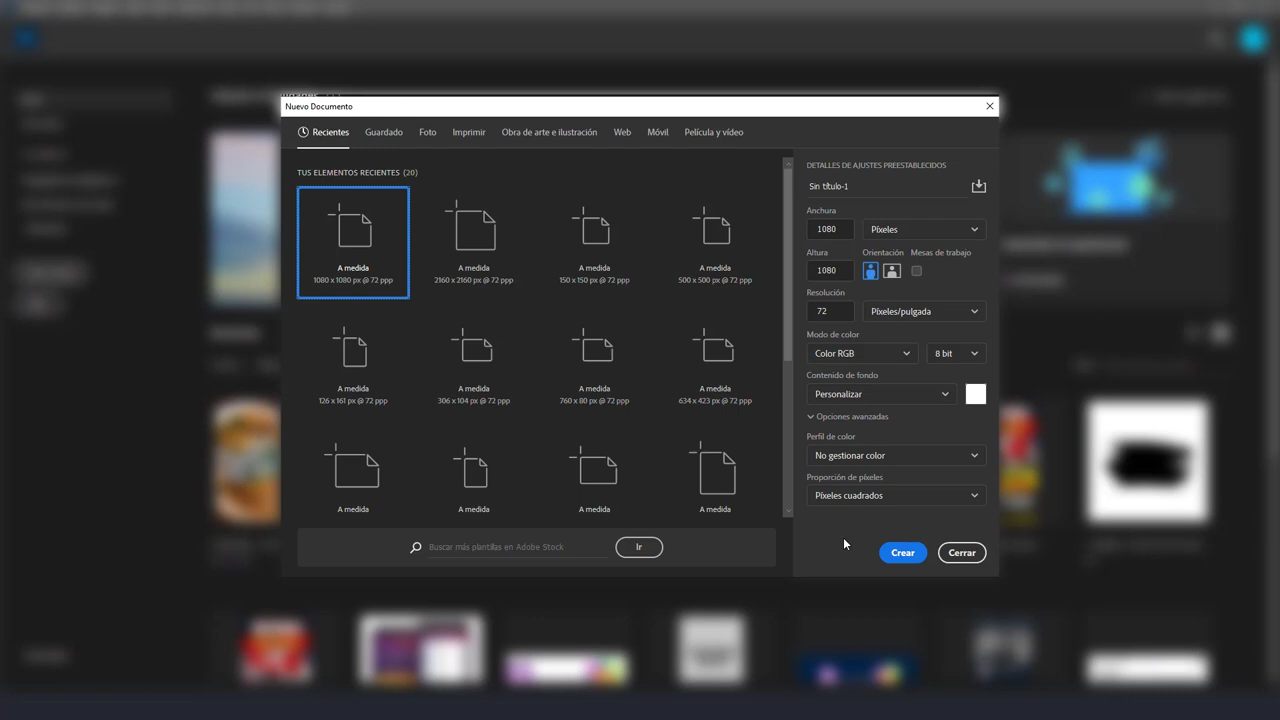 Nuevo Documento
Recientes Guardado Foto Imprimir Obra de arte e ilustración Web Móvil Película y vídeo
TUS ELEMENTOS RECIENTES (20)
A medida
1080 x 1080 px @ 72 ppp
A medida
2160 x 2160 px @ 72 ppp
A medida
150 x 150 px @ 72 ppp
A medida
500 x 500 px @ 72 ppp
A medida
126 x 161 px @ 72 ppp
A medida
306 x 104 px @ 72 ppp
A medida
760 x 80 px @ 72 ppp
A medida
634 x 423 px @ 72 ppp
A medida
A medida
A medida
A medida
Buscar más plantillas en Adobe Stock
Ir
DETALLES DE AJUSTES PREESTABLECIDOS
Sin título-1
Anchura
1080 Píxeles
Altura Orientación Mesas de trabajo
1080
Resolución
72 Píxeles/pulgada
Modo de color
Color RGB 8 bit
Contenido de fondo
Personalizar
Opciones avanzadas
Perfil de color
No gestionar color
Proporción de píxeles
Píxeles cuadrados
Crear Cerrar